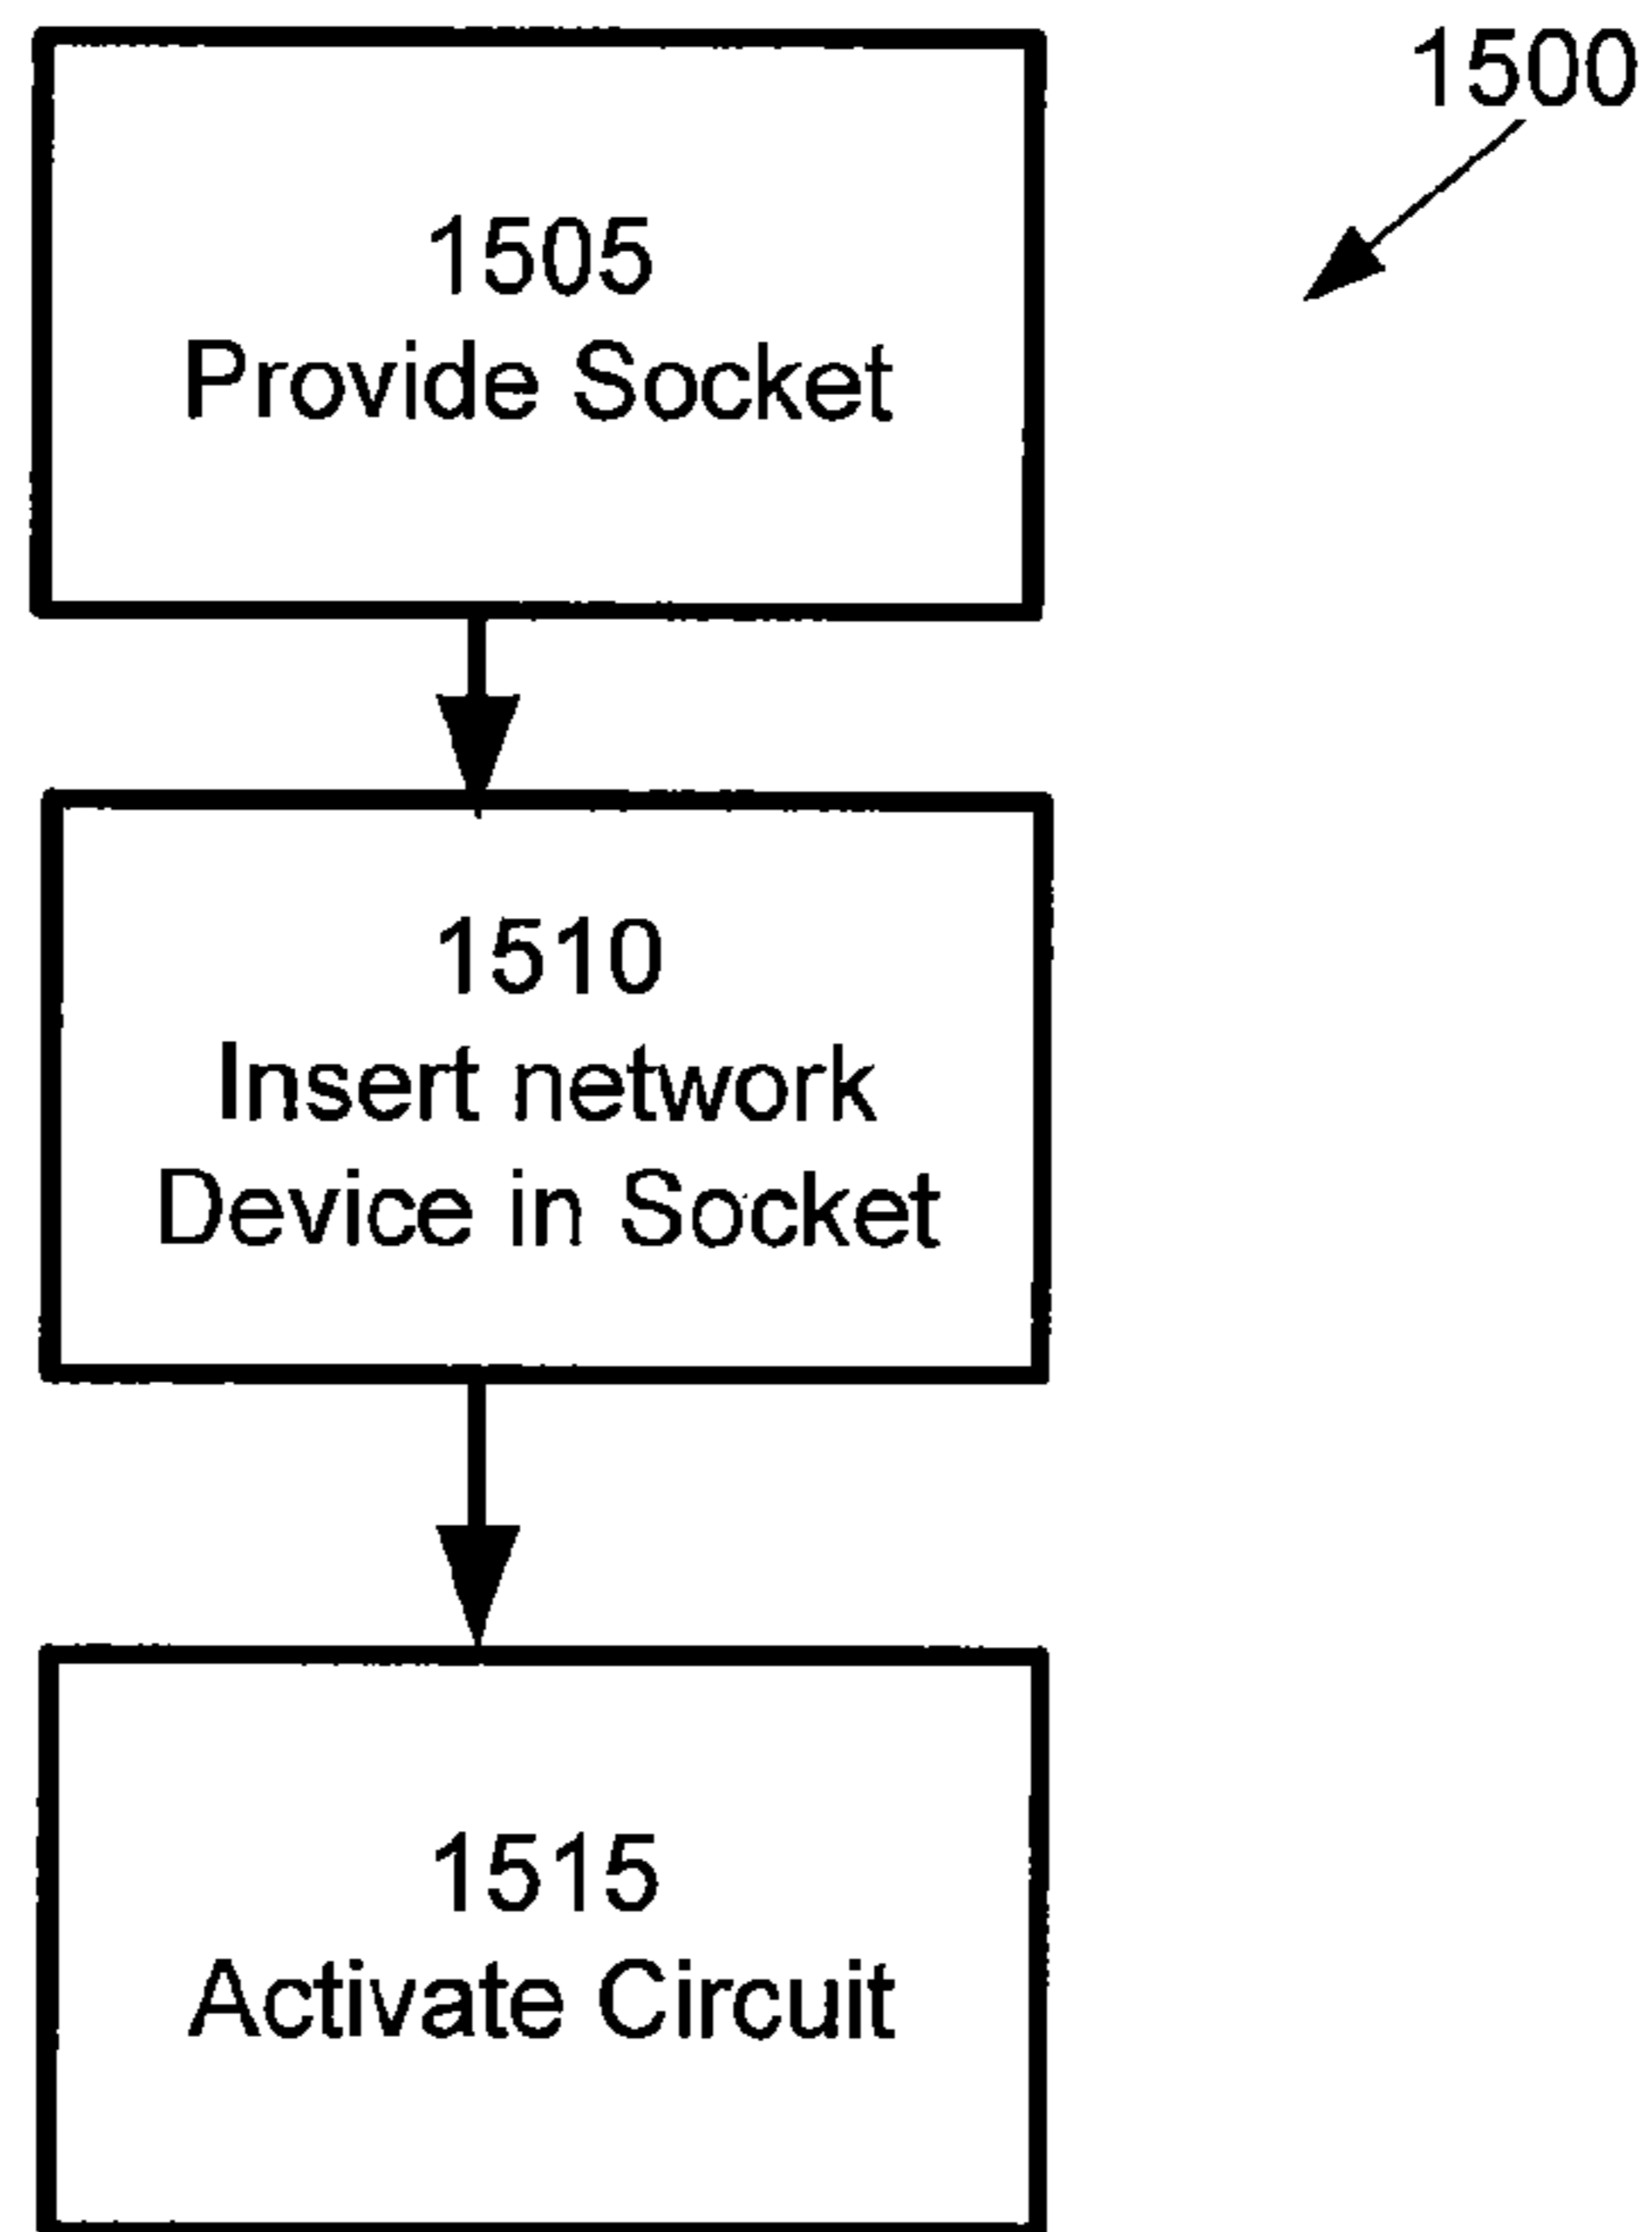 1500
1505
Provide Socket
1510
Insert network
Device in Socket
1515
Activate Circuit